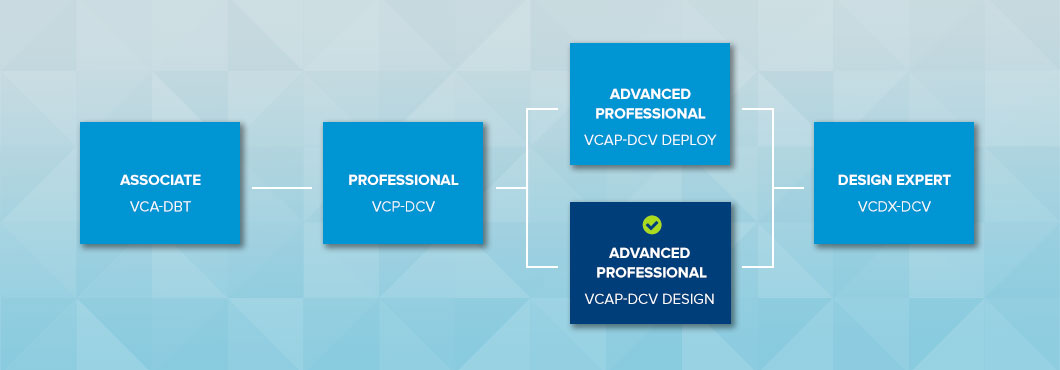 ASSOCIATE
VCA-DBT
PROFESSIONAL
VCP-DCV
ADVANCED
PROFESSIONAL
VCAP-DCV DEPLOY
ADVANCED
PROFESSIONAL
VCAP-DCV DESIGN
DESIGN EXPERT
VCDX-DCV